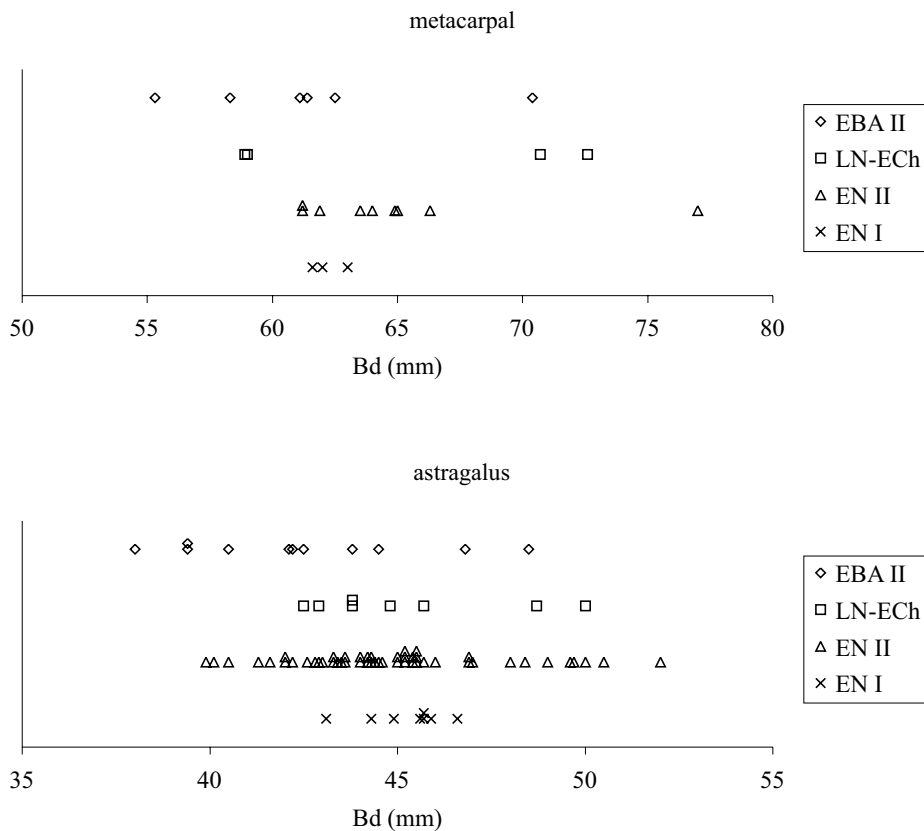 metacarpal
EBA II
LN-ECh
EN II
EN I
50 55 60 65 70 75 80
Bd (mm)
astragalus
EBA II
LN-ECh
EN II
EN I
35 40 45 50 55
Bd (mm)